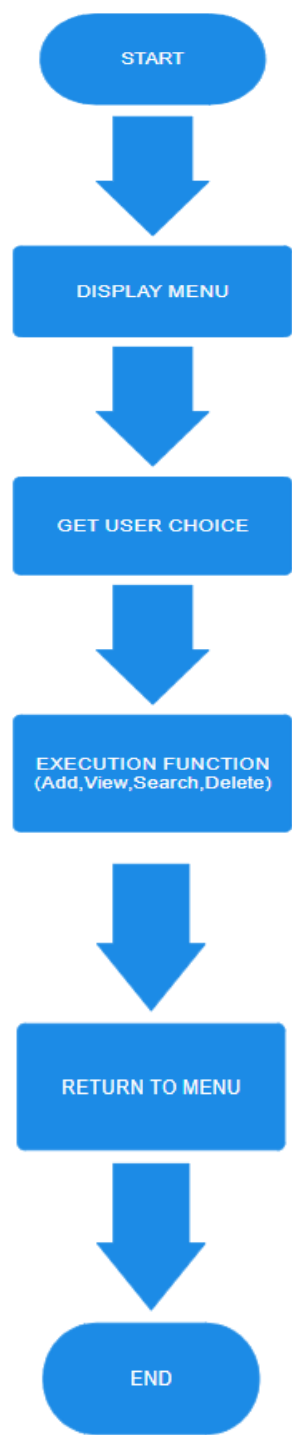 START
DISPLAY MENU
GET USER CHOICE
EXECUTION FUNCTION
(Add,View,Search,Delete)
RETURN TO MENU
END